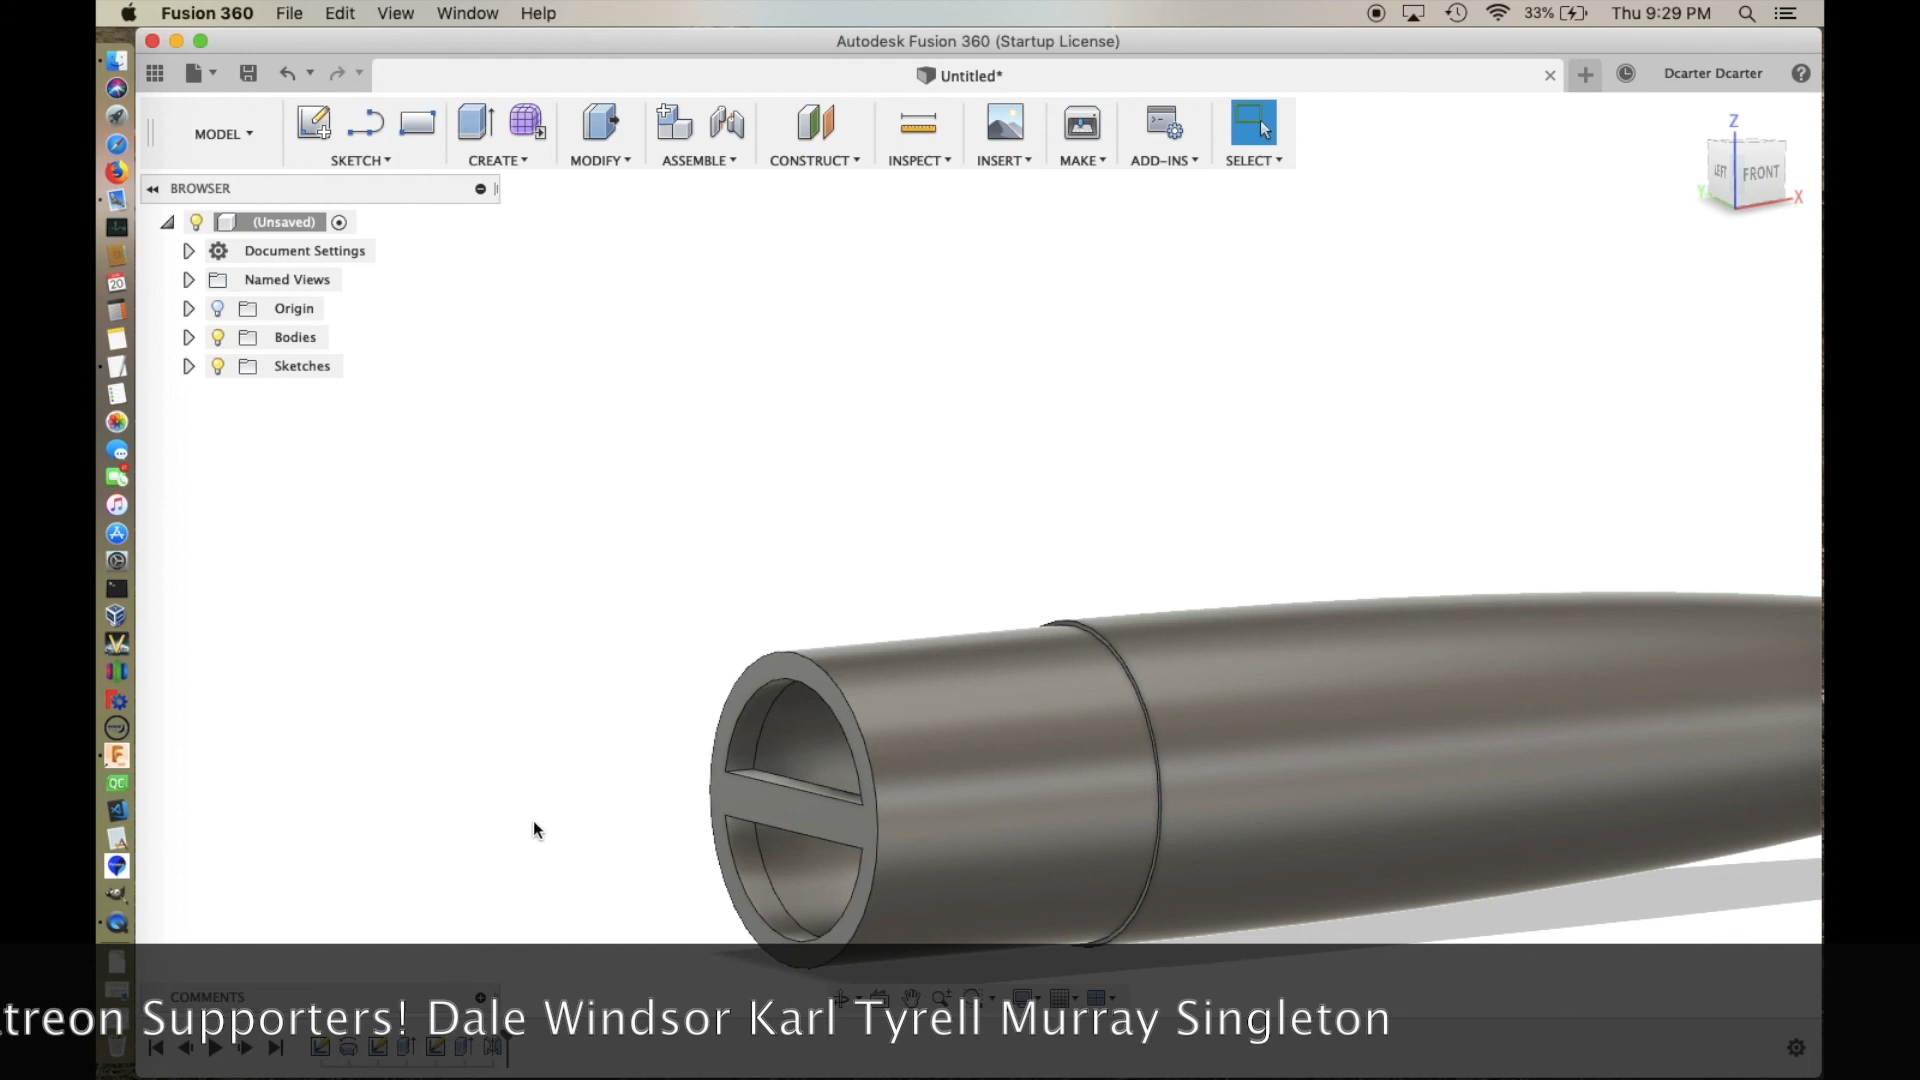 Fusion 360 File Edit View Window Help 33% Thu 9:29 PM
Autodesk Fusion 360 (Startup License)
Untitled* Dcarter Dcarter
MODEL
SKETCH CREATE MODIFY ASSEMBLE CONSTRUCT INSPECT INSERT MAKE ADD-INS SELECT
BROWSER
(Unsaved)
Document Settings
Named Views
Origin
Bodies
Sketches
Z
LEFT FRONT
Y X
20
QC
COMMENTS
treon Supporters! Dale Windsor Karl Tyrell Murray Singleton